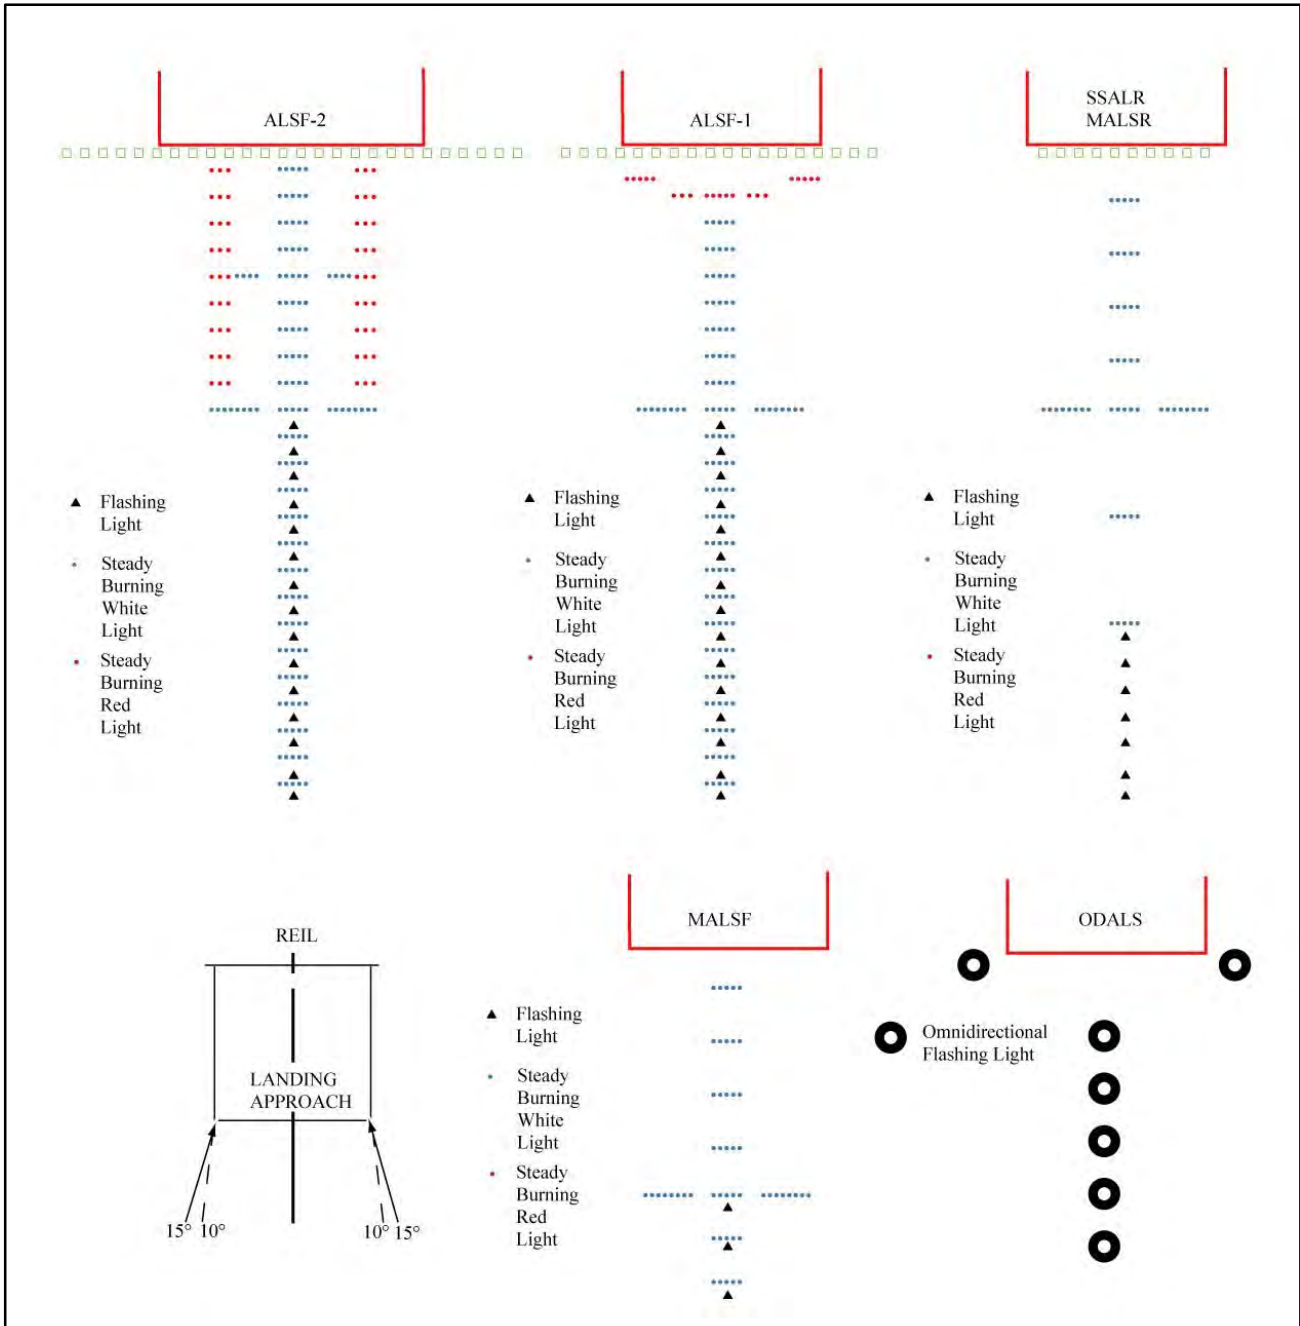 ALSF-2
Flashing
Light
Steady
Burning
White
Light
Steady
Burning
Red
Light
ALSF-1
Flashing
Light
Steady
Burning
White
Light
Steady
Burning
Red
Light
SSALR
MALSR
Flashing
Light
Steady
Burning
White
Light
Steady
Burning
Red
Light
REIL
LANDING
APPROACH
15° 10°
10° 15°
MALSF
Flashing
Light
Steady
Burning
White
Light
Steady
Burning
Red
Light
ODALS
Omnidirectional
Flashing Light